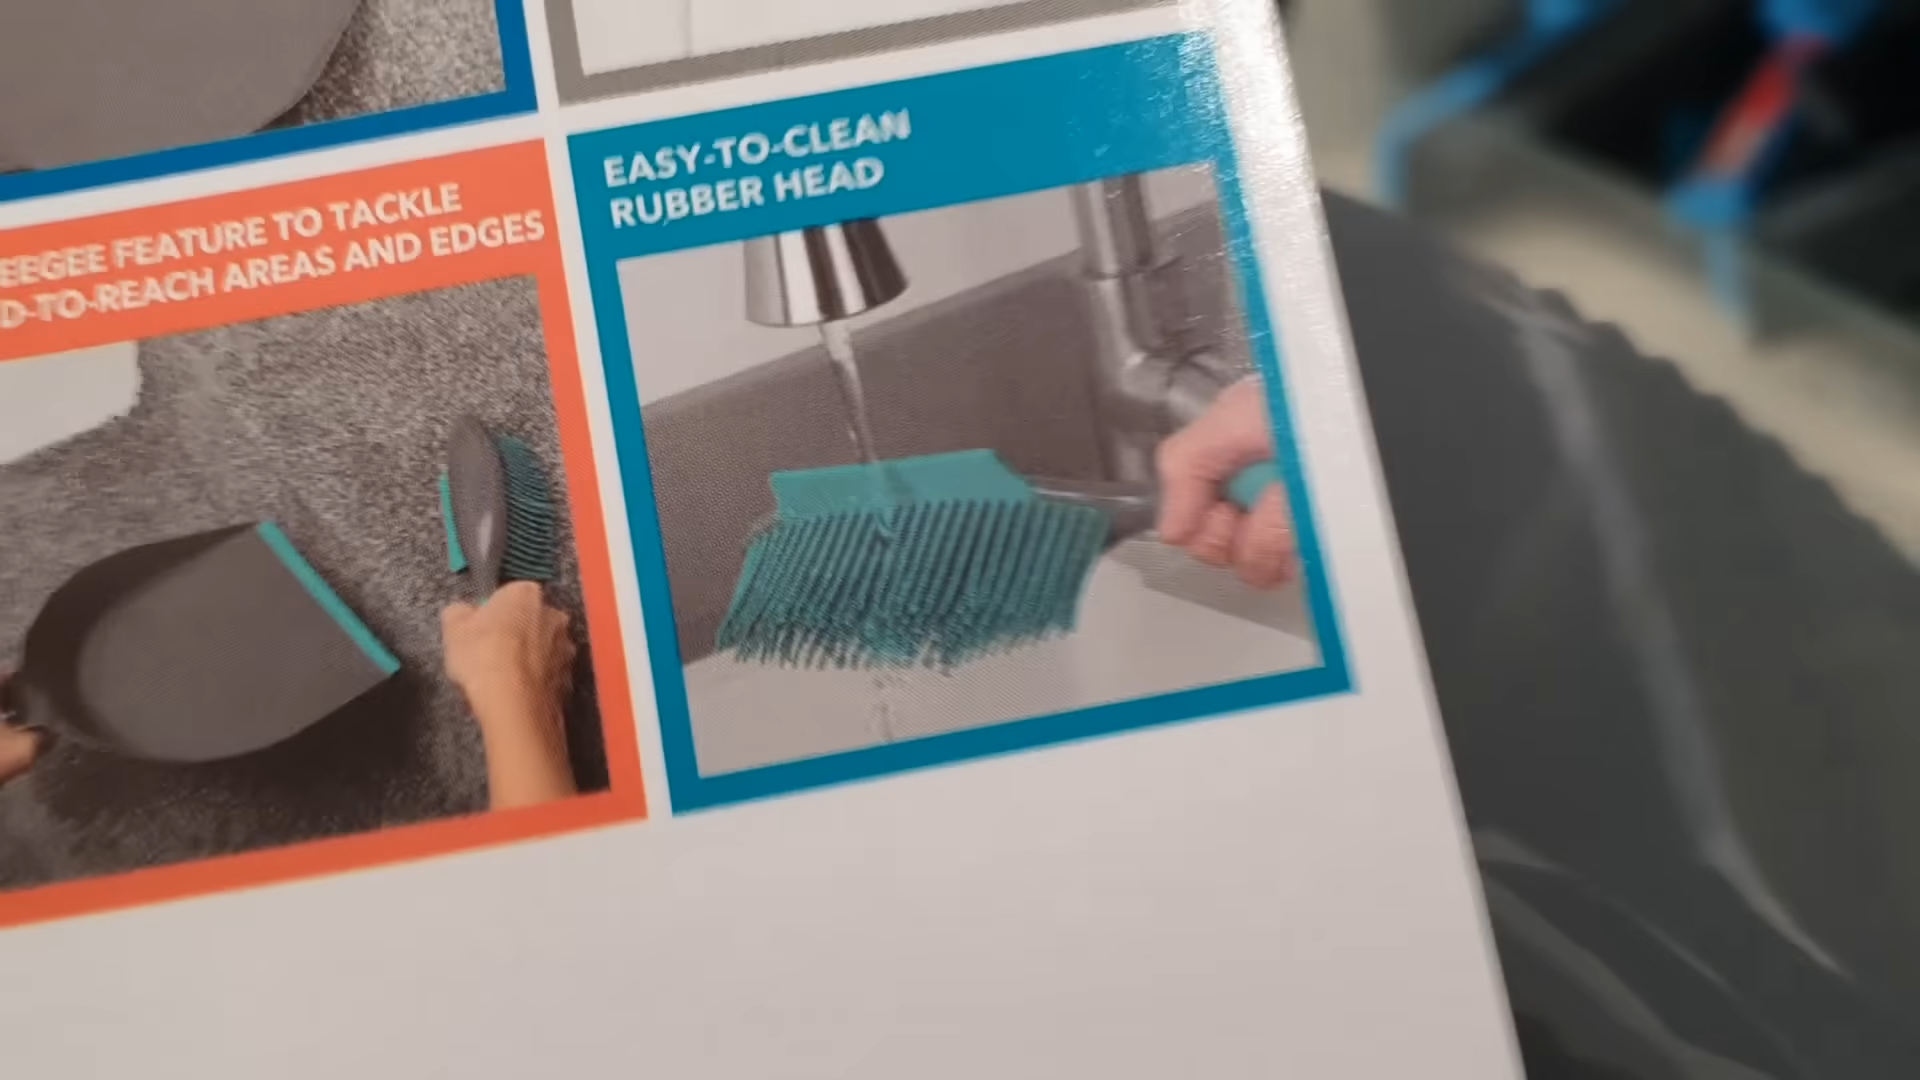 EEGEE FEATURE TO TACKLE
D-TO-REACH AREAS AND EDGES
EASY-TO-CLEAN
RUBBER HEAD